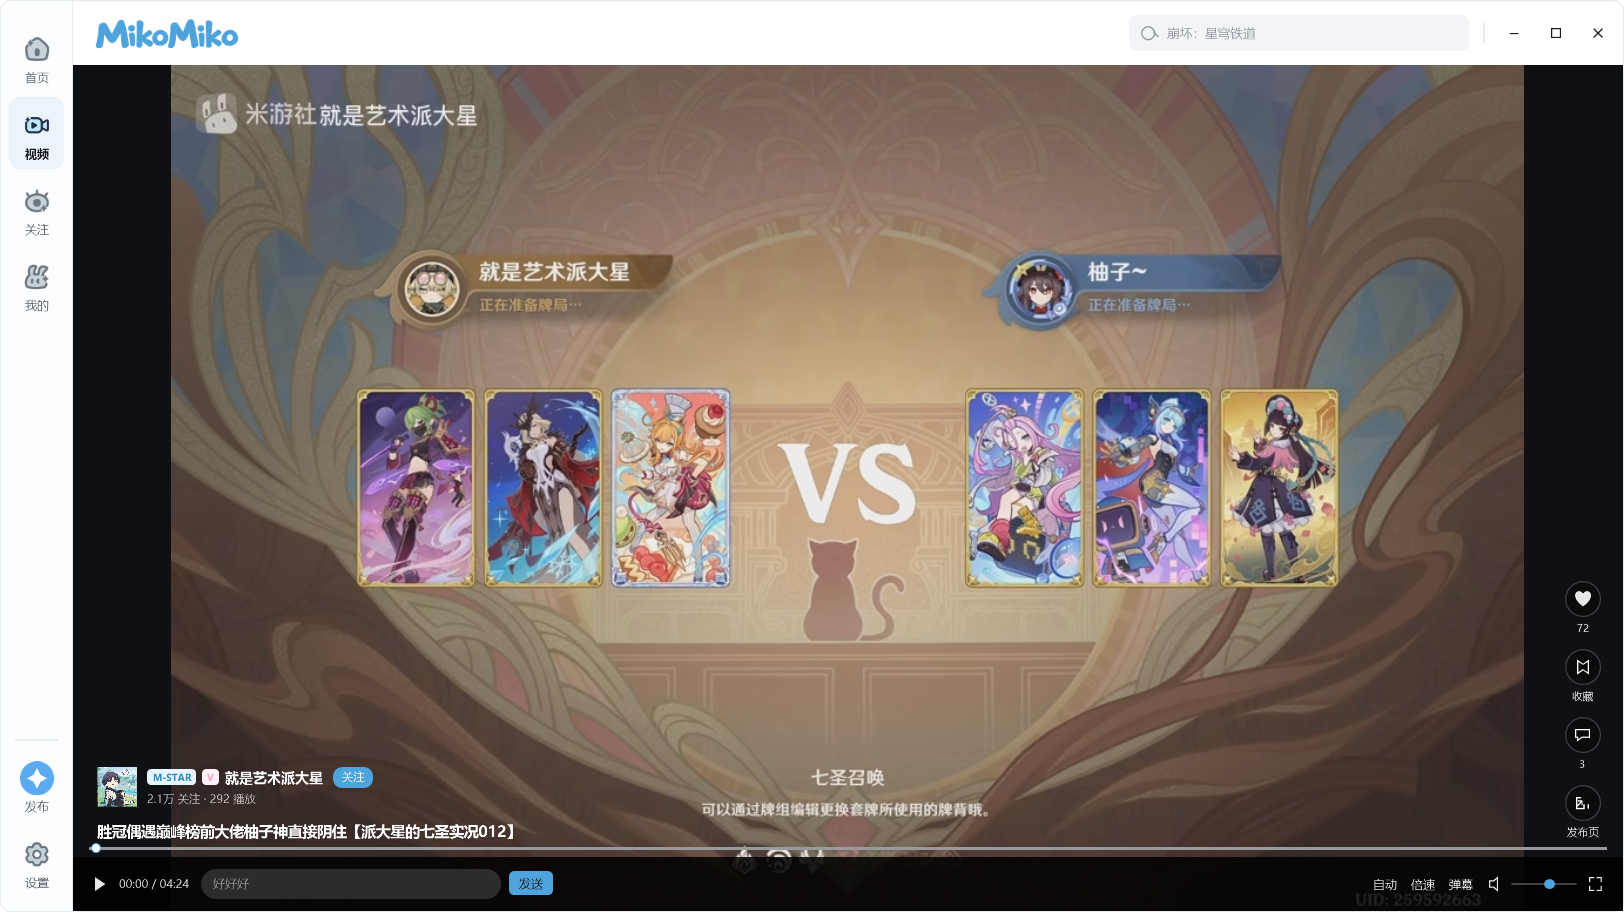 MikoMiko
崩坏：星穹铁道
首页
视频
关注
我的
发布
设置
米游社就是艺术派大星
就是艺术派大星
正在准备牌局…
柚子~
正在准备牌局…
VS
七圣召唤
可以通过牌组编辑更换套牌所使用的牌背哦。
M-STAR V 就是艺术派大星 关注
2.1万 关注 · 292 播放
胜冠偶遇巅峰榜前大佬柚子神直接阴住【派大星的七圣实况012】
72
收藏
3
发布页
00:00 / 04:24 好好好 发送
自动 倍速 弹幕
UID: 259592663